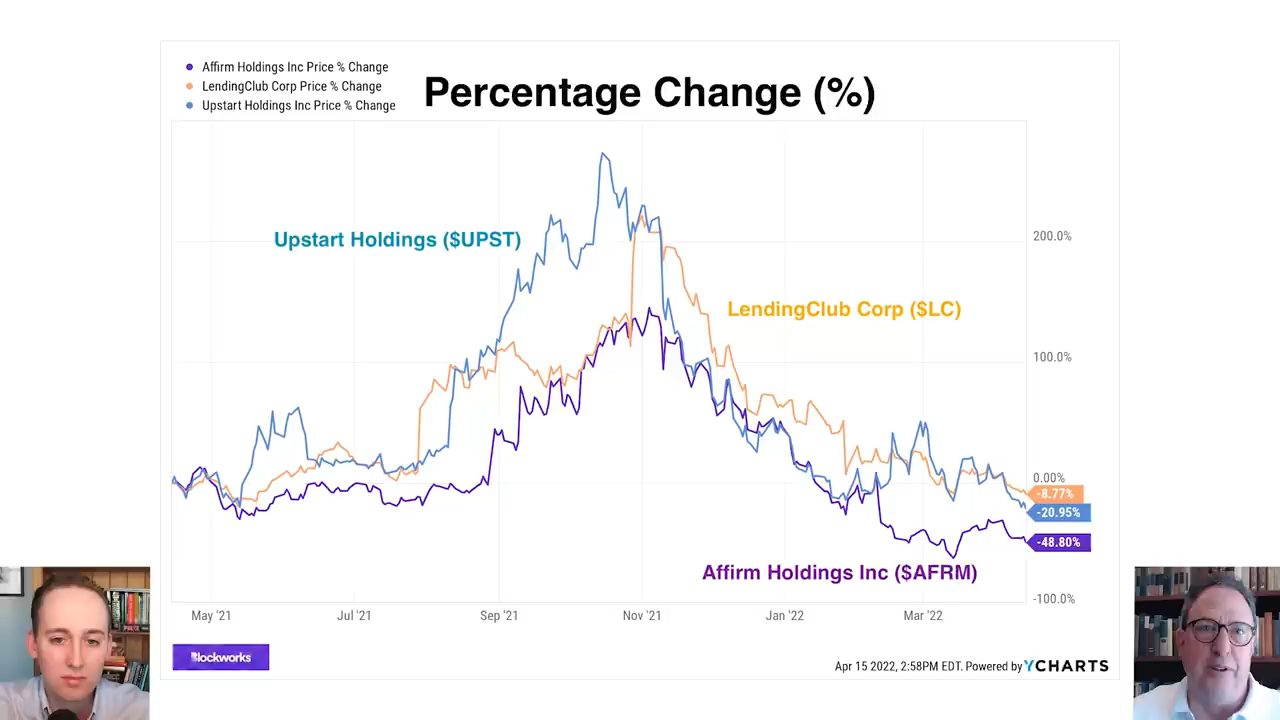 Affirm Holdings Inc Price % Change
LendingClub Corp Price % Change
Upstart Holdings Inc Price % Change
Percentage Change (%)
Upstart Holdings ($UPST)
LendingClub Corp ($LC)
Affirm Holdings Inc ($AFRM)
200.0%
100.0%
0.00%
-8.77%
-20.95%
-48.80%
-100.0%
May '21
Jul '21
Sep '21
Nov '21
Jan '22
Mar '22
Blockworks
Apr 15 2022, 2:58PM EDT. Powered by YCHARTS